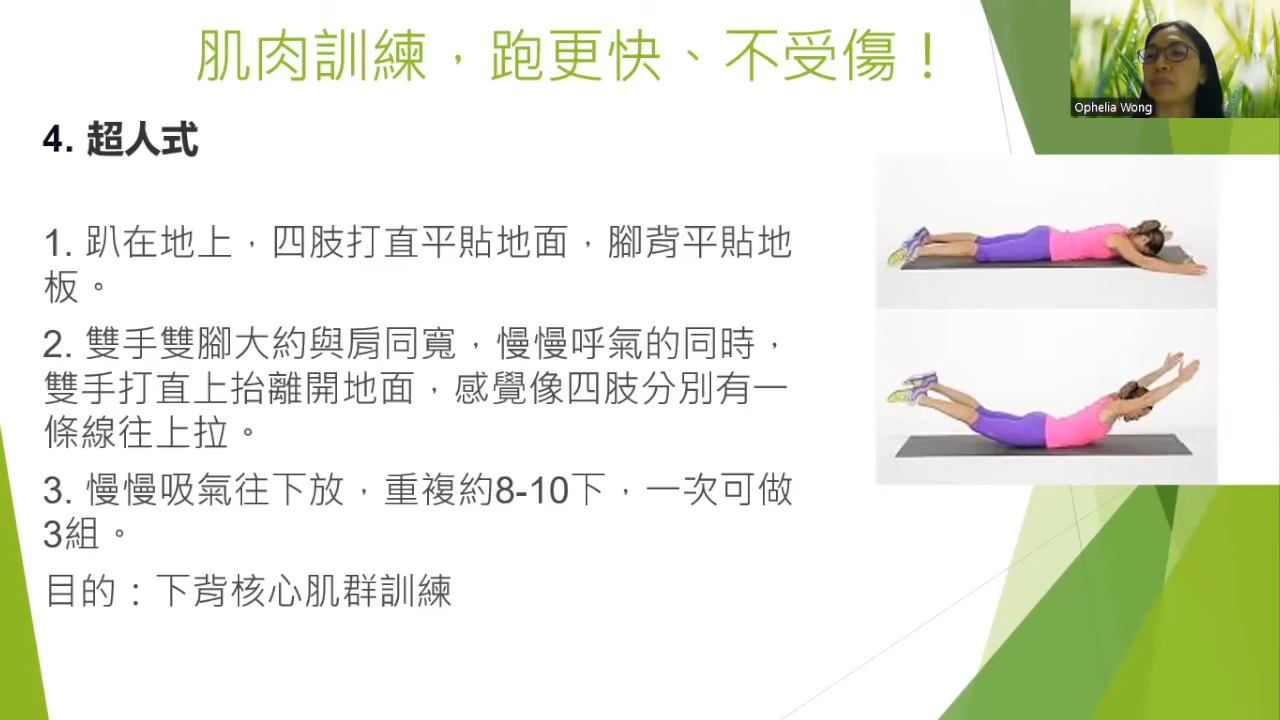 肌肉訓練，跑更快、不受傷！
Ophelia Wong
4. 超人式
1. 趴在地上，四肢打直平貼地面，腳背平貼地
板。
2. 雙手雙腳大約與肩同寬，慢慢呼氣的同時，
雙手打直上抬離開地面，感覺像四肢分別有一
條線往上拉。
3. 慢慢吸氣往下放，重複約8-10下，一次可做
3組。
目的：下背核心肌群訓練